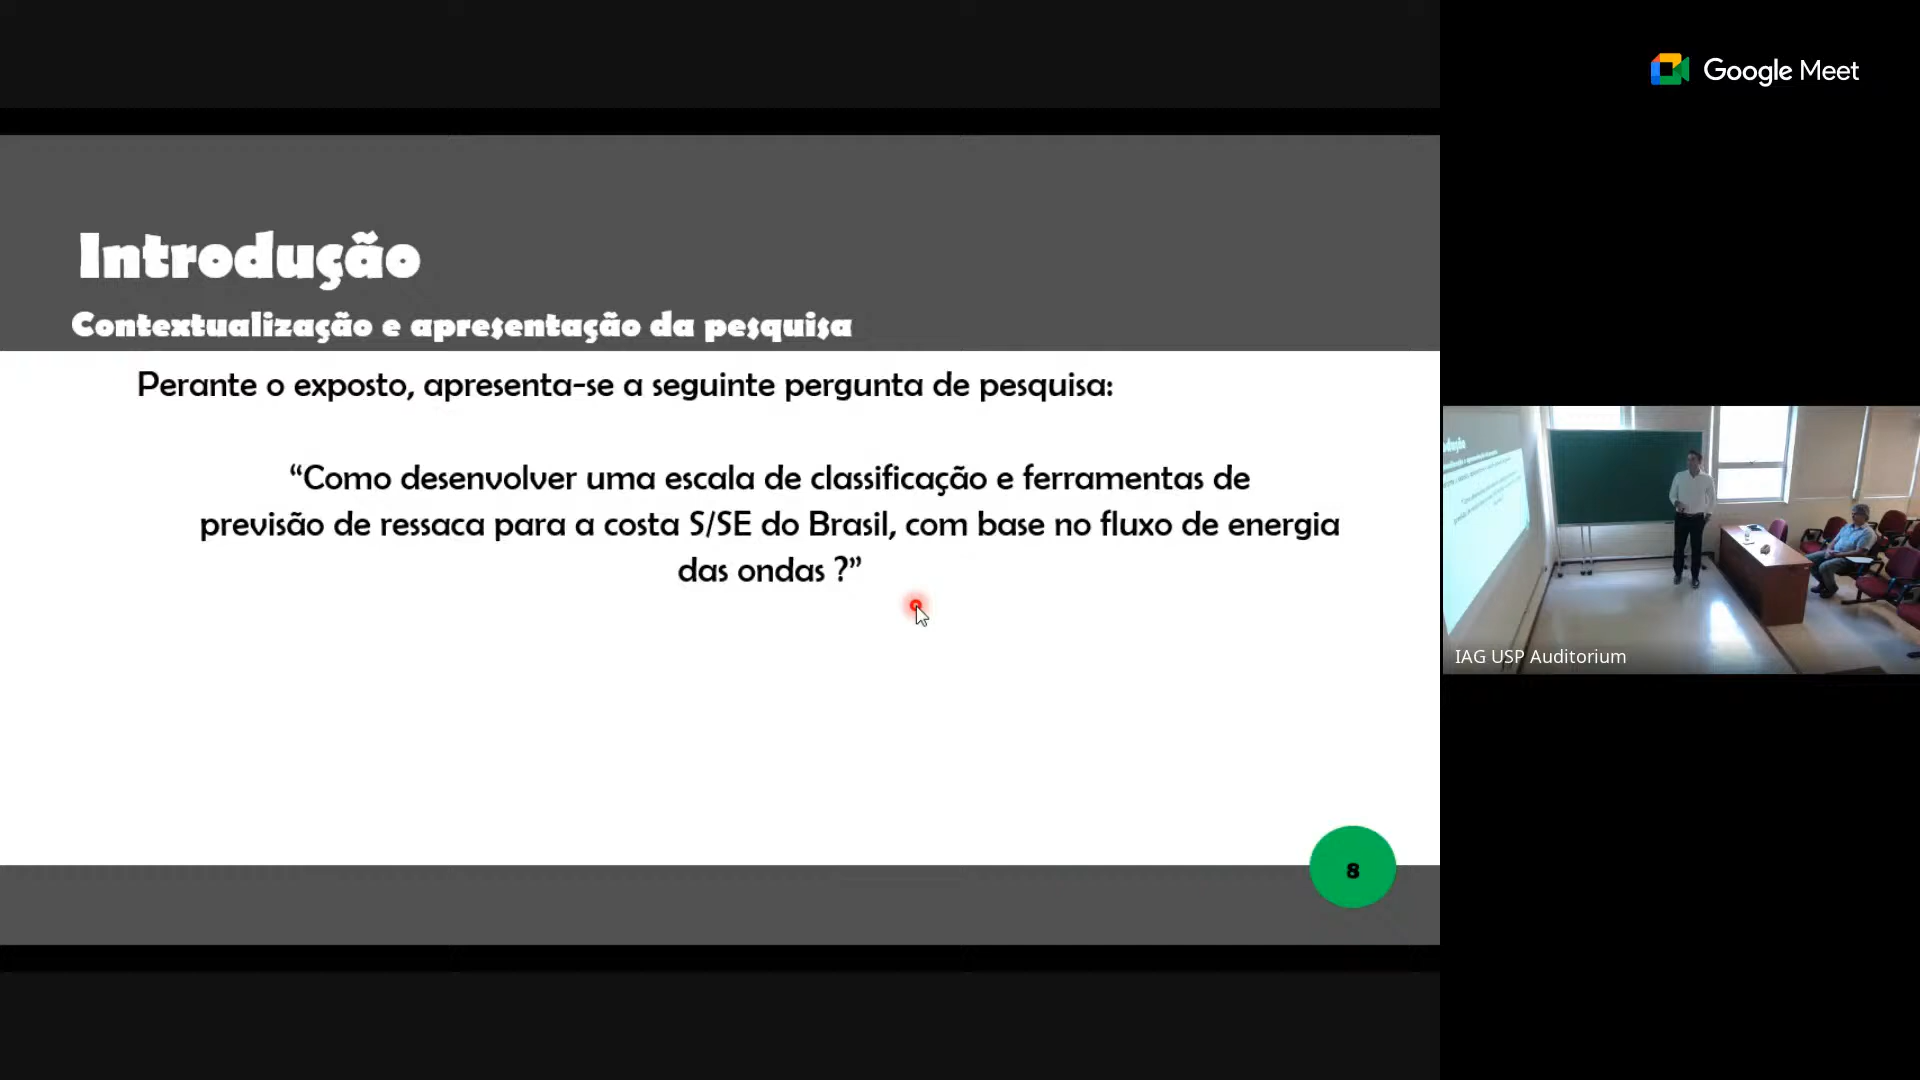 Google Meet
Introdução
Contextualização e apresentação da pesquisa
Perante o exposto, apresenta-se a seguinte pergunta de pesquisa:
“Como desenvolver uma escala de classificação e ferramentas de
previsão de ressaca para a costa S/SE do Brasil, com base no fluxo de energia
das ondas ?”
8
IAG USP Auditorium